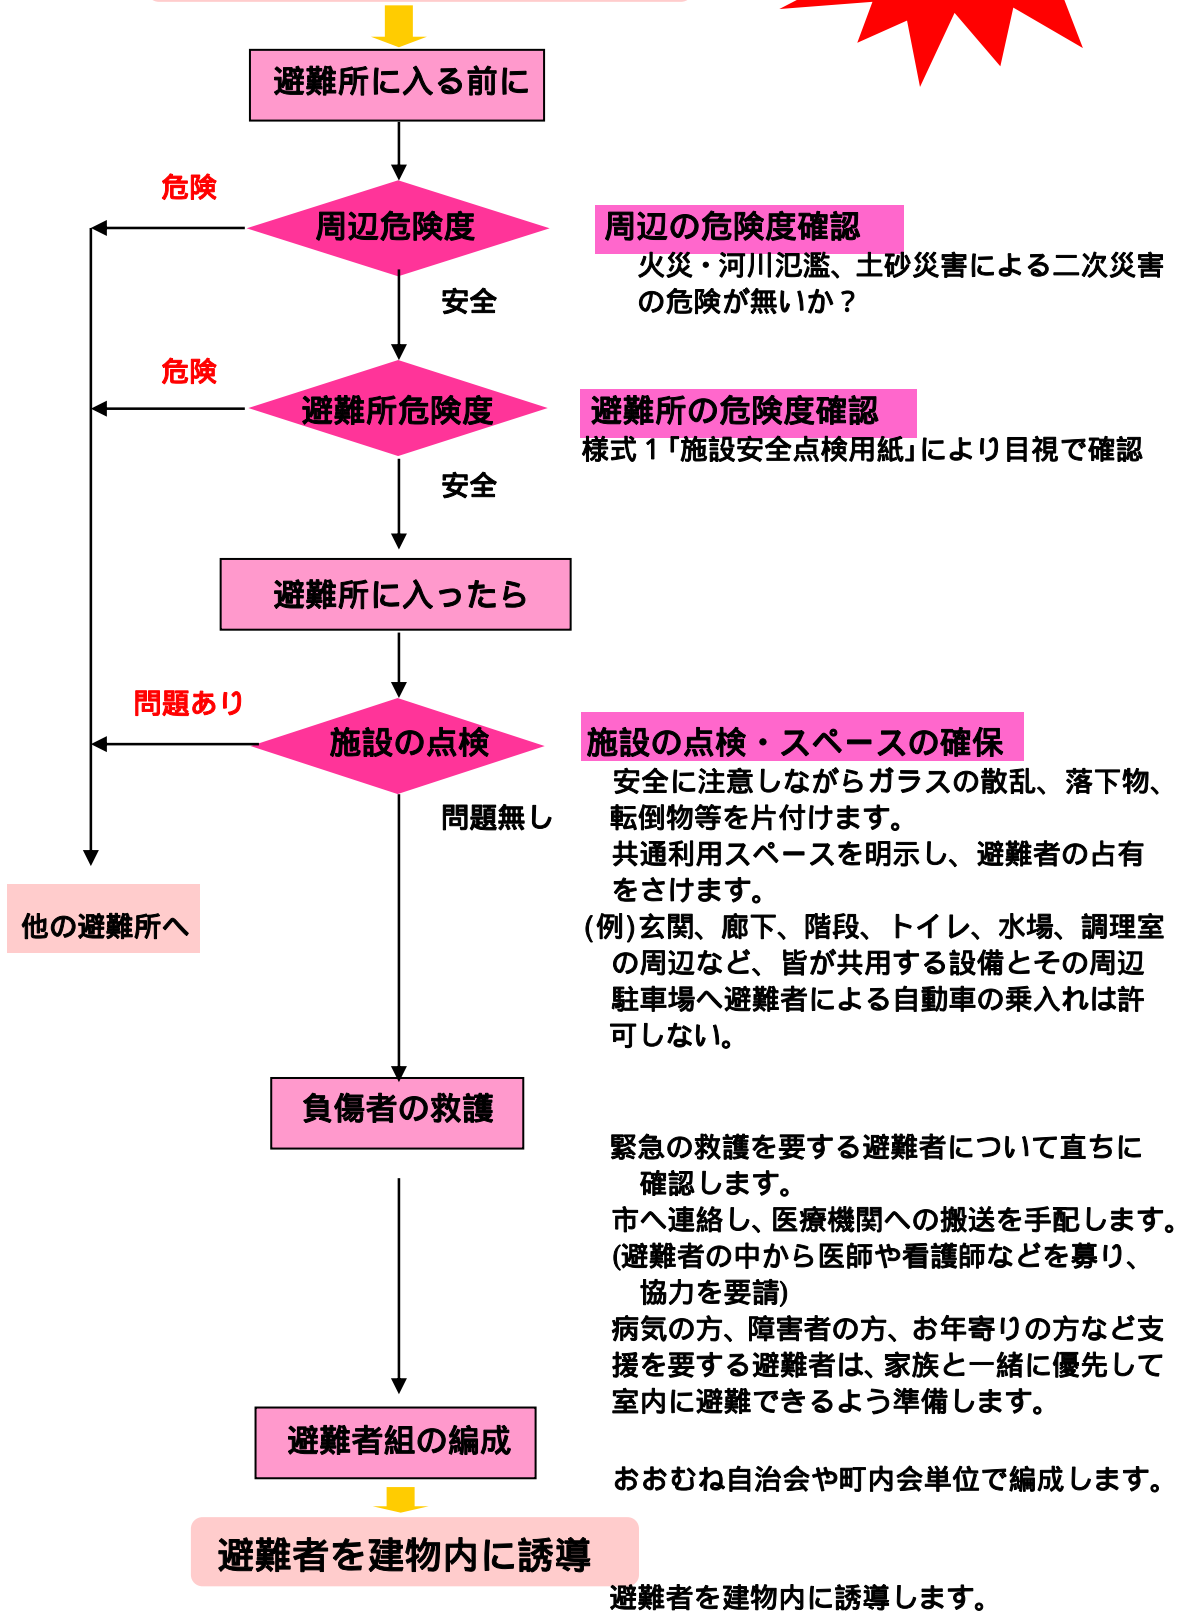 避難所に入る前に
危険
周辺危険度
周辺の危険度確認
火災・河川氾濫、土砂災害による二次災害
の危険が無いか？
安全
危険
避難所危険度
避難所の危険度確認
様式１「施設安全点検用紙」により目視で確認
安全
避難所に入ったら
問題あり
施設の点検
施設の点検・スペースの確保
安全に注意しながらガラスの散乱、落下物、
転倒物等を片付けます。
問題無し
共通利用スペースを明示し、避難者の占有
をさけます。
他の避難所へ
(例)玄関、廊下、階段、トイレ、水場、調理室
の周辺など、皆が共用する設備とその周辺
駐車場へ避難者による自動車の乗入れは許
可しない。
負傷者の救護
緊急の救護を要する避難者について直ちに
確認します。
市へ連絡し、医療機関への搬送を手配します。
(避難者の中から医師や看護師などを募り、
協力を要請)
病気の方、障害者の方、お年寄りの方など支
援を要する避難者は、家族と一緒に優先して
室内に避難できるよう準備します。
避難者組の編成
おおむね自治会や町内会単位で編成します。
避難者を建物内に誘導
避難者を建物内に誘導します。